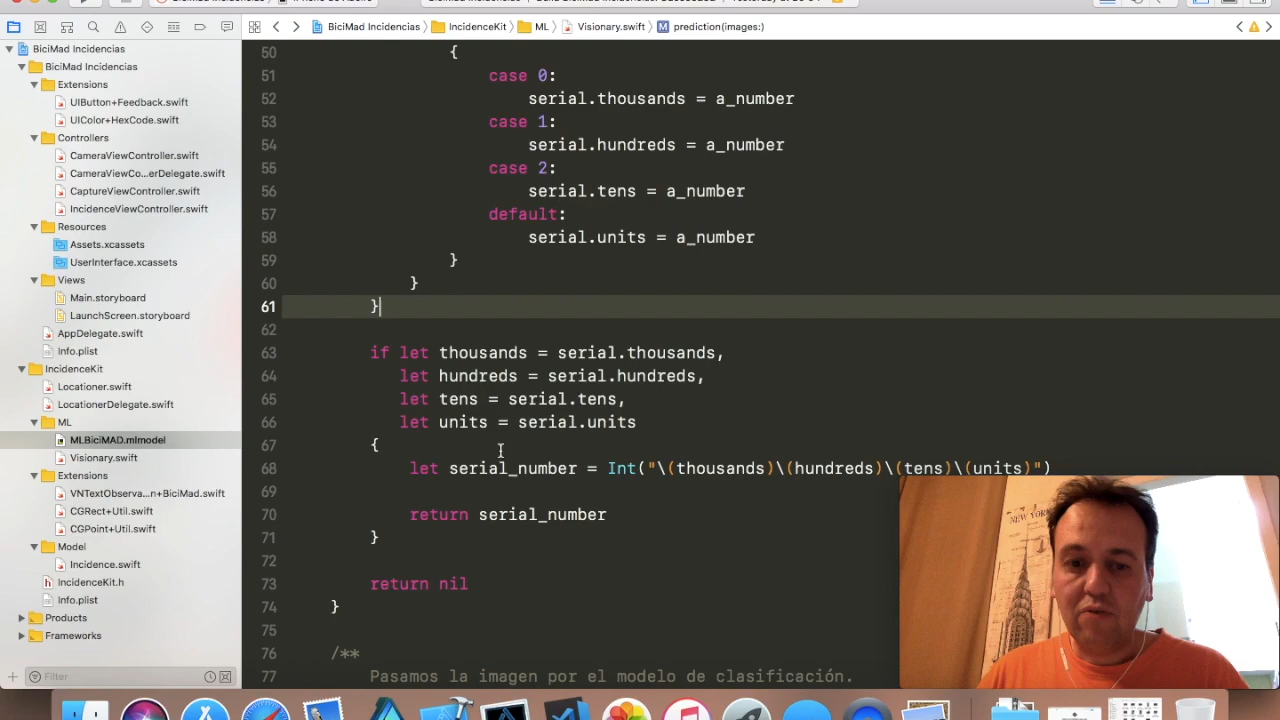 BiciMad Incidencias
IncidenceKit
ML
Visionary.swift
M
prediction(images:)
BiciMad Incidencias
BiciMad Incidencias
Extensions
UIButton+Feedback.swift
UIColor+HexCode.swift
Controllers
CameraViewController.swift
CameraViewCo...erDelegate.swift
CaptureViewController.swift
IncidenceViewController.swift
Resources
Assets.xcassets
UserInterface.xcassets
Views
Main.storyboard
LaunchScreen.storyboard
AppDelegate.swift
Info.plist
IncidenceKit
Locationer.swift
LocationerDelegate.swift
ML
MLBiciMAD.mlmodel
Visionary.swift
Extensions
VNTextObserva...n+BiciMad.swift
CGRect+Util.swift
CGPoint+Util.swift
Model
Incidence.swift
IncidenceKit.h
Info.plist
Products
Frameworks
Filter
50 {
51 case 0:
52 serial.thousands = a_number
53 case 1:
54 serial.hundreds = a_number
55 case 2:
56 serial.tens = a_number
57 default:
58 serial.units = a_number
59 }
60 }
61 }
62
63 if let thousands = serial.thousands,
64 let hundreds = serial.hundreds,
65 let tens = serial.tens,
66 let units = serial.units
67 {
68 let serial_number = Int("\(thousands)\(hundreds)\(tens)\(units)")
69
70 return serial_number
71 }
72
73 return nil
74 }
75
76 /**
77 Pasamos la imagen por el modelo de clasificación.
NEW YORK